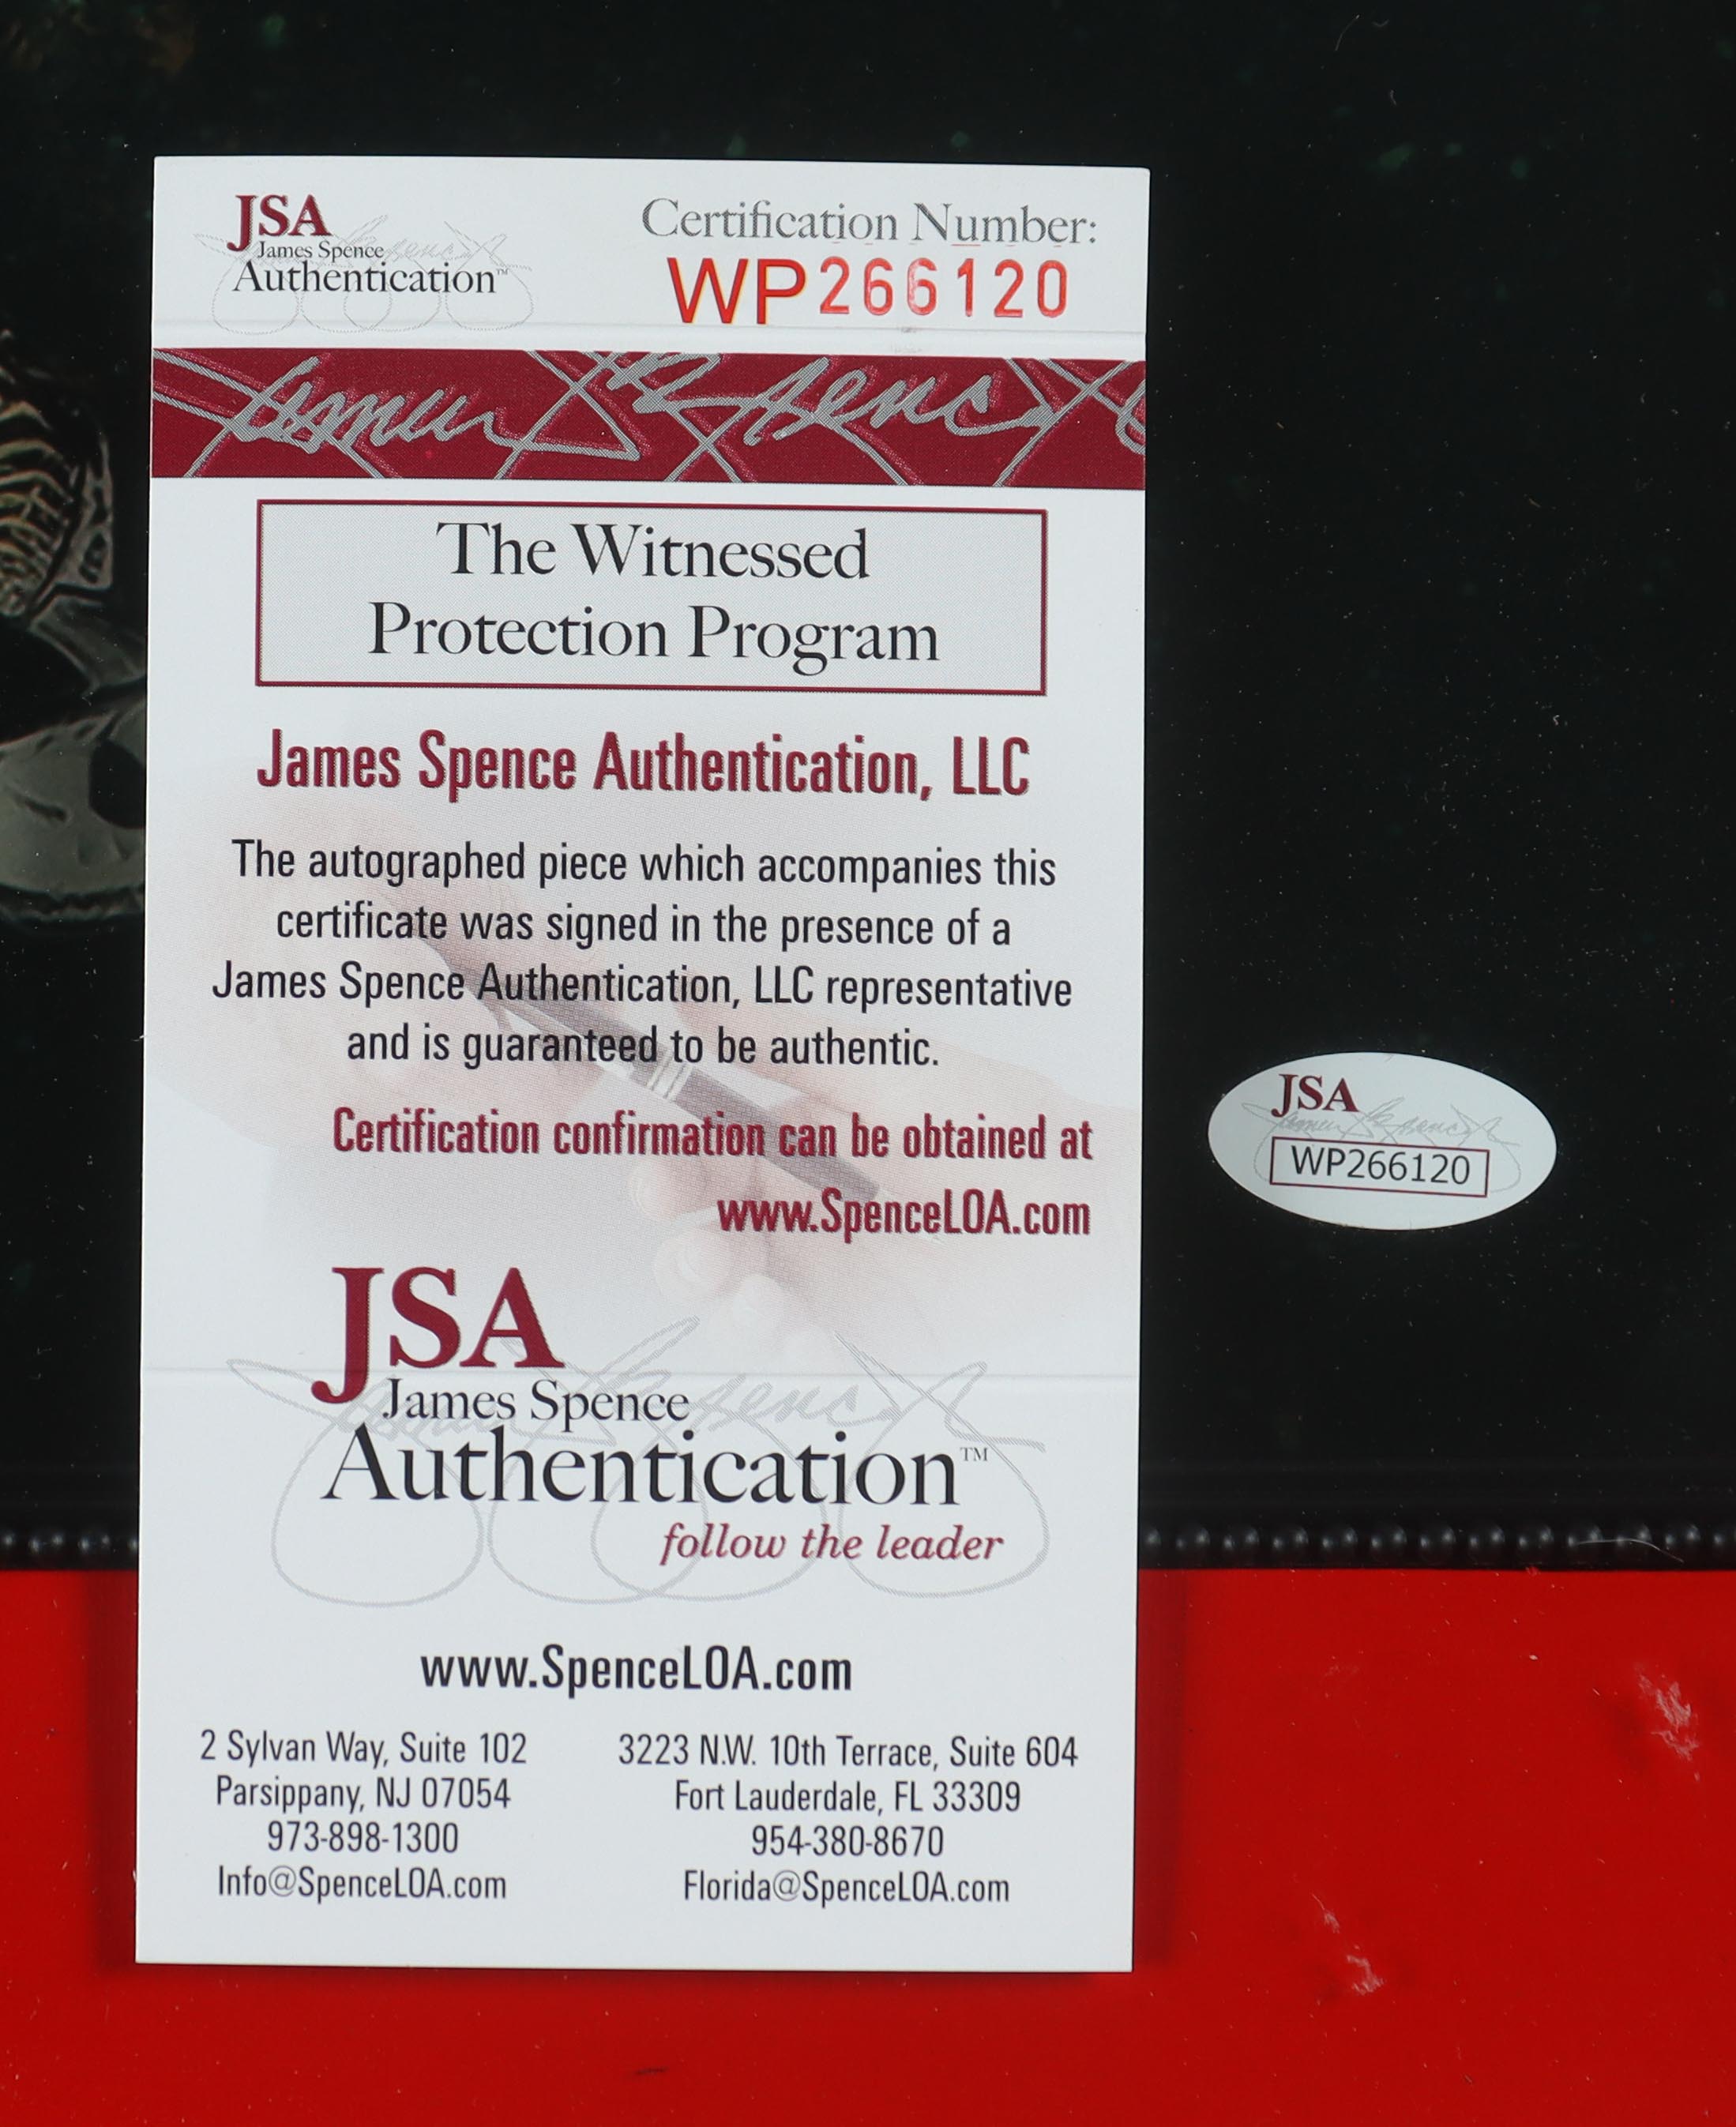 JSA
James Spence
Authentication™
Certification Number:
WP266120
The Witnessed
Protection Program
James Spence Authentication, LLC
The autographed piece which accompanies this
certificate was signed in the presence of a
James Spence Authentication, LLC representative
and is guaranteed to be authentic.
Certification confirmation can be obtained at
www.SpenceLOA.com
JSA
James Spence
Authentication™
follow the leader
www.SpenceLOA.com
2 Sylvan Way, Suite 102
Parsippany, NJ 07054
973-898-1300
Info@SpenceLOA.com
3223 N.W. 10th Terrace, Suite 604
Fort Lauderdale, FL 33309
954-380-8670
Florida@SpenceLOA.com
JSA
WP266120